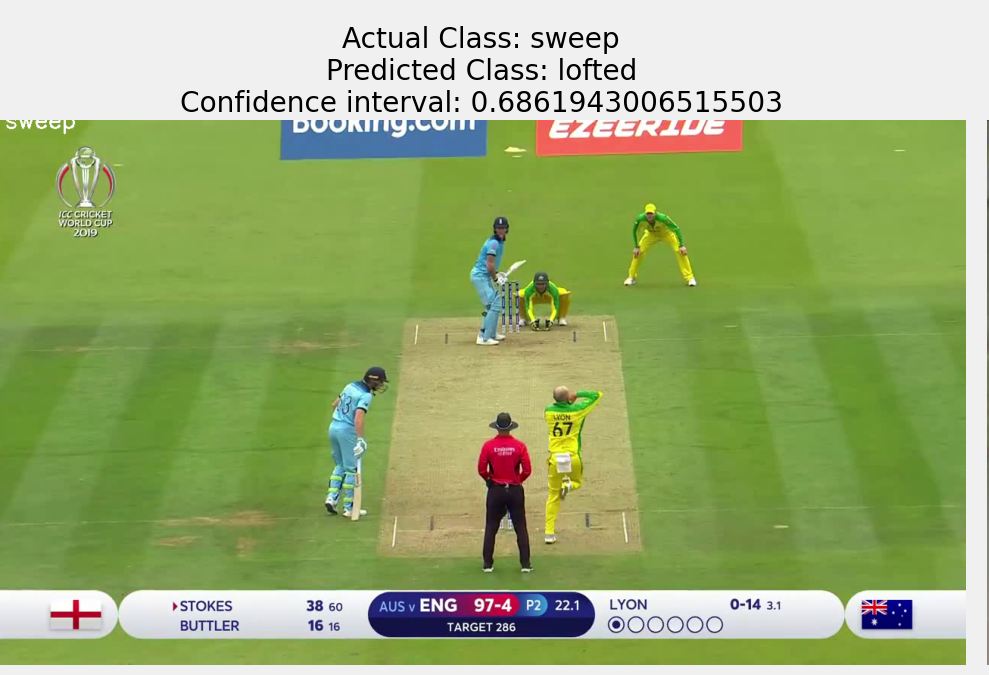 Actual Class: sweep
Predicted Class: lofted
Confidence interval: 0.6861943006515503
sweep
Booking.com
EZEERIDE
ICC CRICKET
WORLD CUP
2019
LYON
67
Emirates
STOKES 38 60
BUTTLER 16 16
AUS v ENG 97-4 P2 22.1
TARGET 286
LYON 0-14 3.1